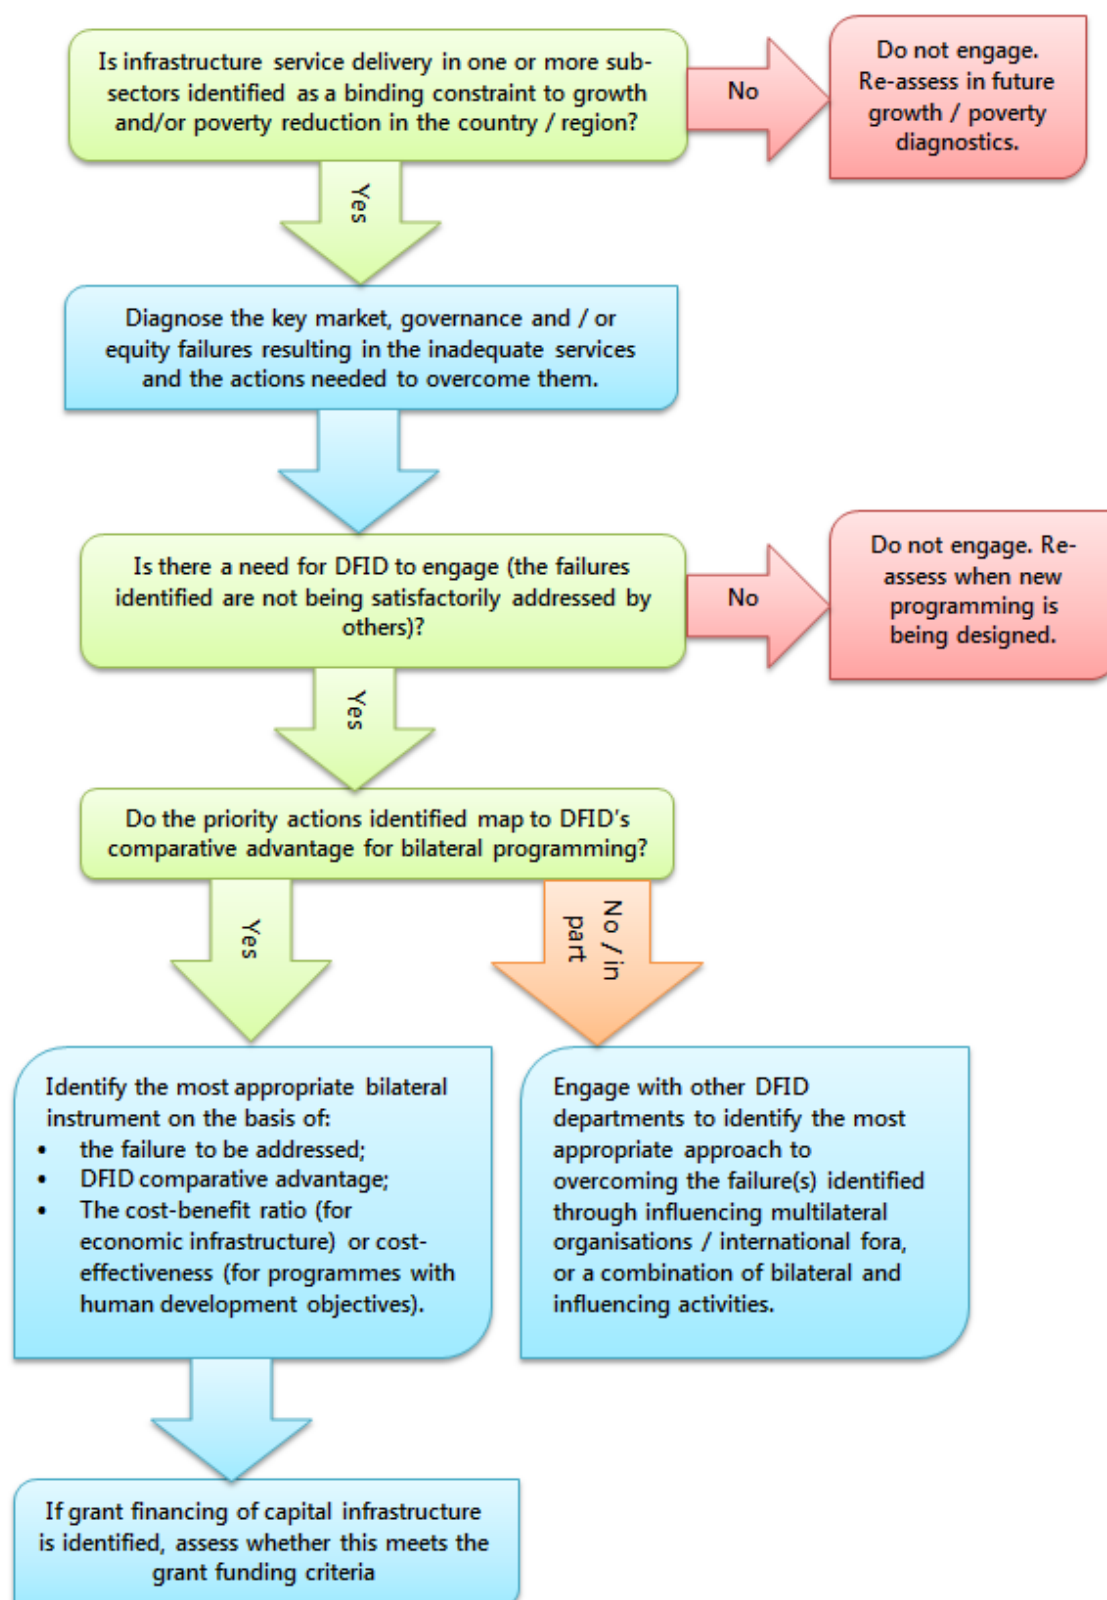 Is infrastructure service delivery in one or more sub-
sectors identified as a binding constraint to growth
and/or poverty reduction in the country / region?
No
Do not engage.
Re-assess in future
growth / poverty
diagnostics.
Yes
Diagnose the key market, governance and / or
equity failures resulting in the inadequate services
and the actions needed to overcome them.
Is there a need for DFID to engage (the failures
identified are not being satisfactorily addressed by
others)?
No
Do not engage. Re-
assess when new
programming is
being designed.
Yes
Do the priority actions identified map to DFID's
comparative advantage for bilateral programming?
Yes
No / in
part
Identify the most appropriate bilateral
instrument on the basis of:
• the failure to be addressed;
• DFID comparative advantage;
• The cost-benefit ratio (for
economic infrastructure) or cost-
effectiveness (for programmes with
human development objectives).
Engage with other DFID
departments to identify the most
appropriate approach to
overcoming the failure(s) identified
through influencing multilateral
organisations / international fora,
or a combination of bilateral and
influencing activities.
If grant financing of capital infrastructure
is identified, assess whether this meets the
grant funding criteria